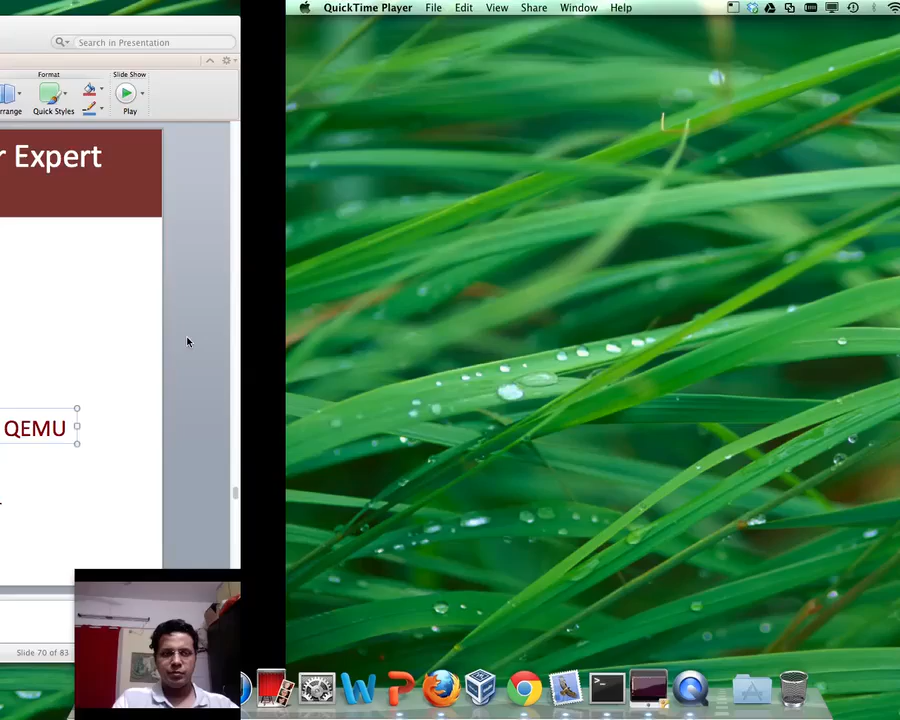 QuickTime Player File Edit View Share Window Help
Search in Presentation
Format
Slide Show
Quick Styles
Play
Expert
QEMU
Slide 70 of 83